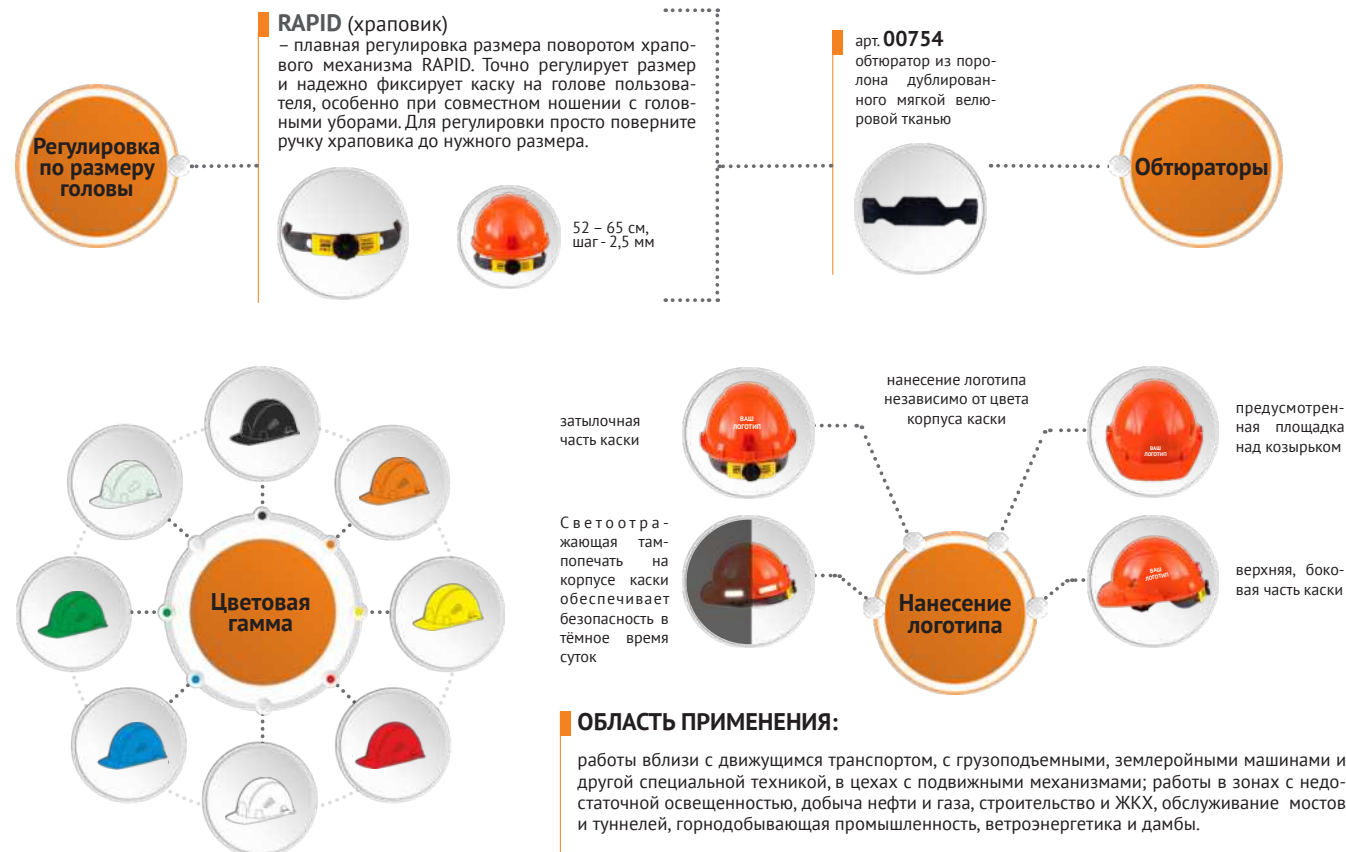 RAPID (храповик)
– плавная регулировка размера поворотом храпо-
вого механизма RAPID. Точно регулирует размер
и надежно фиксирует каску на голове пользова-
теля, особенно при совместном ношении с голов-
ными уборами. Для регулировки просто поверните
ручку храповика до нужного размера.
Регулировка
по размеру
головы
52 – 65 см,
шаг - 2,5 мм
арт. 00754
обтюратор из поро-
лона дублирован-
ного мягкой велю-
ровой тканью
Обтюраторы
Цветовая
гамма
затылочная
часть каски
ВАШ
ЛОГОТИП
нанесение логотипа
независимо от цвета
корпуса каски
ВАШ
ЛОГОТИП
предусмотрен-
ная площадка
над козырьком
Светоотра-
жающая там-
попечать на
корпусе каски
обеспечивает
безопасность в
тёмное время
суток
Нанесение
логотипа
ВАШ
ЛОГОТИП
верхняя, боко-
вая часть каски
ОБЛАСТЬ ПРИМЕНЕНИЯ:
работы вблизи с движущимся транспортом, с грузоподъемными, землеройными машинами и
другой специальной техникой, в цехах с подвижными механизмами; работы в зонах с недо-
статочной освещенностью, добыча нефти и газа, строительство и ЖКХ, обслуживание мостов
и туннелей, горнодобывающая промышленность, ветроэнергетика и дамбы.